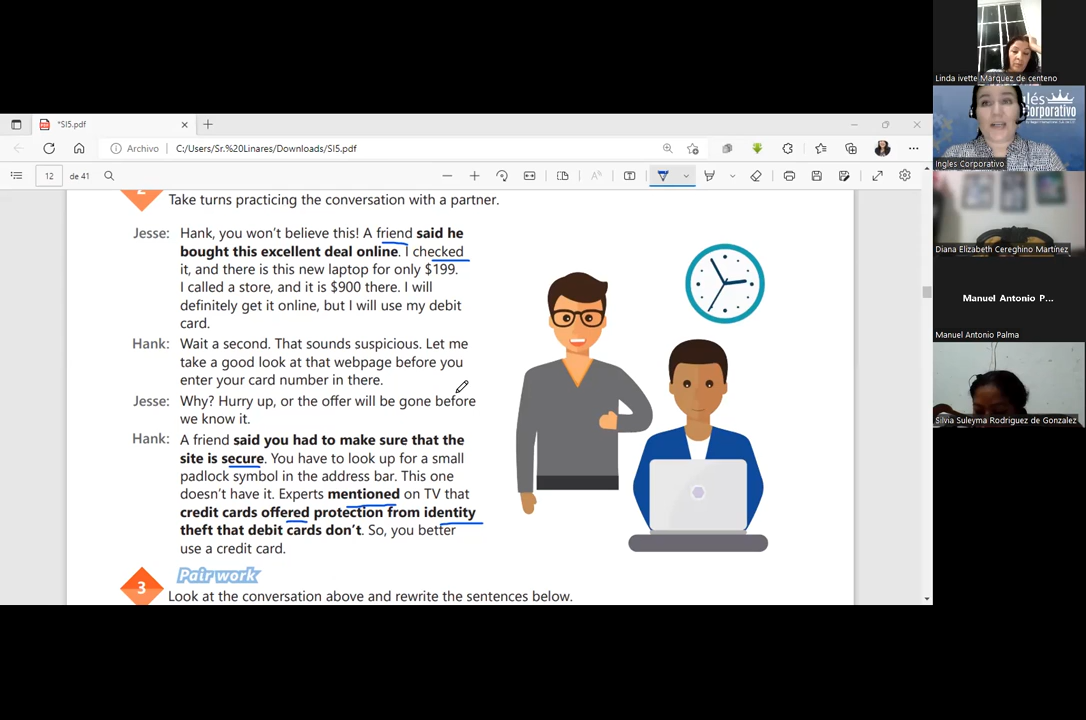 Linda ivette Marquez de centeno
lés
Corporativo
Ingles Corporativo
Diana Elizabeth Cereghino Martínez
Manuel Antonio P...
Manuel Antonio Palma
Silvia Suleyma Rodriguez de Gonzalez
*SI5.pdf
Archivo
C:/Users/Sr.%20Linares/Downloads/SI5.pdf
12 de 41
2
Take turns practicing the conversation with a partner.
Jesse: Hank, you won't believe this! A friend said he
bought this excellent deal online. I checked
it, and there is this new laptop for only $199.
I called a store, and it is $900 there. I will
definitely get it online, but I will use my debit
card.
Hank: Wait a second. That sounds suspicious. Let me
take a good look at that webpage before you
enter your card number in there.
Jesse: Why? Hurry up, or the offer will be gone before
we know it.
Hank: A friend said you had to make sure that the
site is secure. You have to look up for a small
padlock symbol in the address bar. This one
doesn't have it. Experts mentioned on TV that
credit cards offered protection from identity
theft that debit cards don't. So, you better
use a credit card.
3
Pair work
Look at the conversation above and rewrite the sentences below.